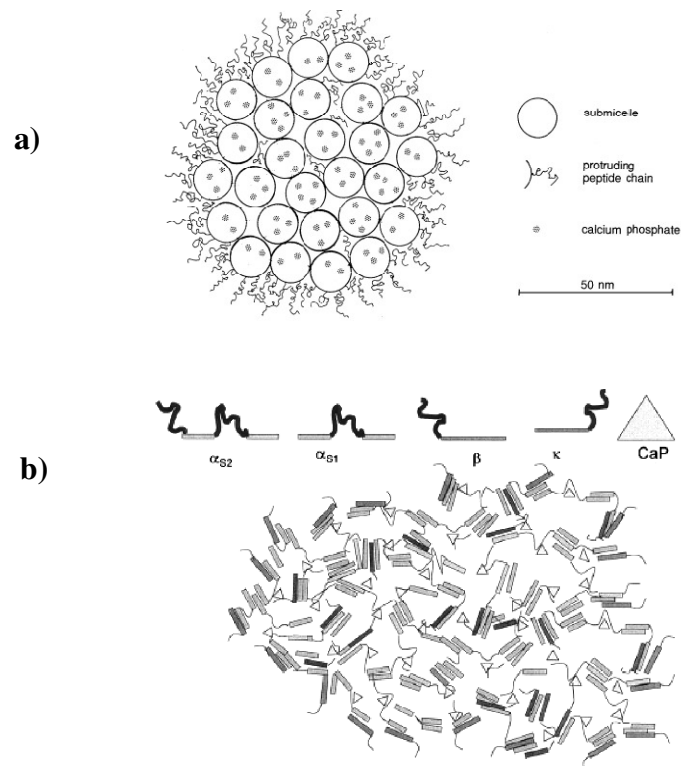 a)
submicelle
protruding
peptide chain
calcium phosphate
50 nm
b)
αS2
αS1
β
κ
CaP